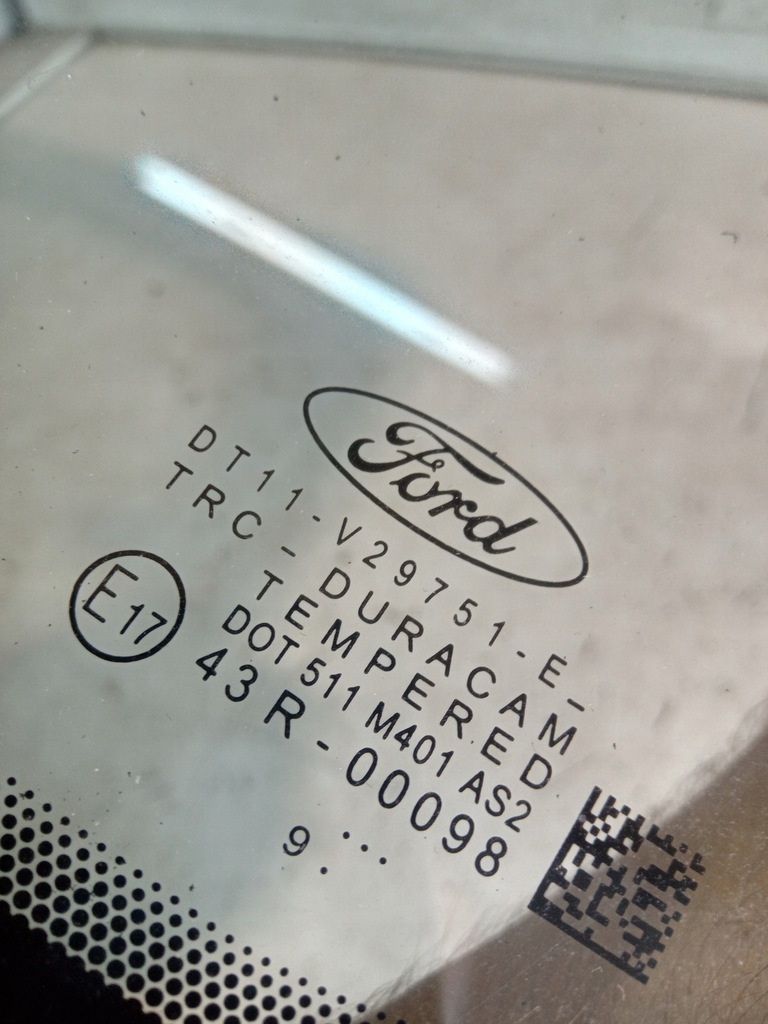 Ford
DT11-V29751-E-
TRC-DURACAM
TEMPERED
DOT 511 M401 AS2
E17
43R-00098
9. ...